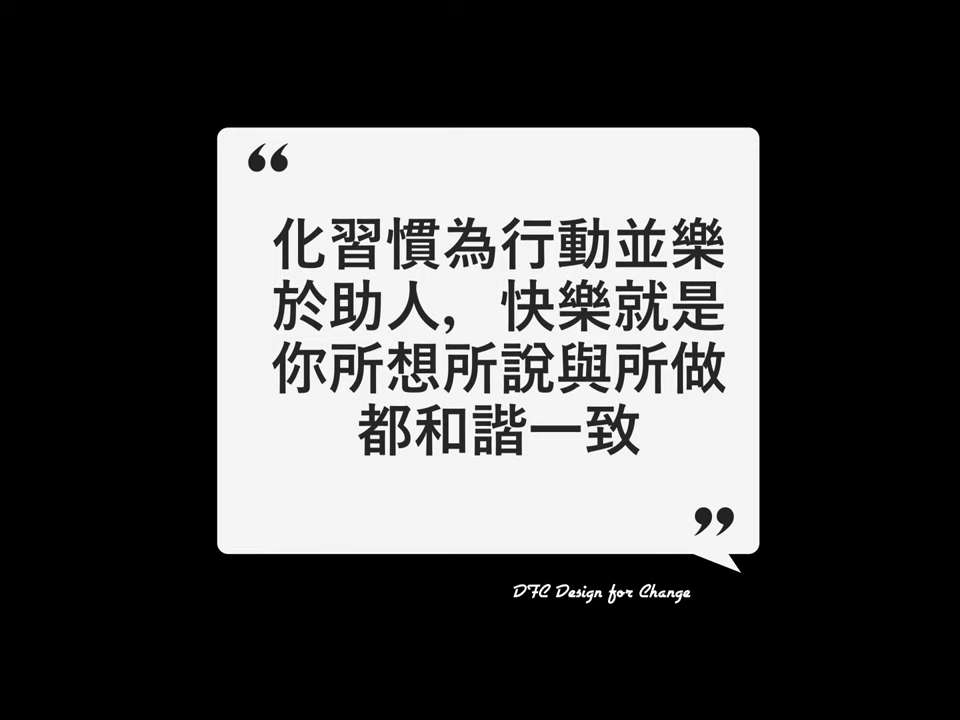 “
化習慣為行動並樂
於助人，快樂就是
你所想所說與所做
都和諧一致
”
DFC Design for Change